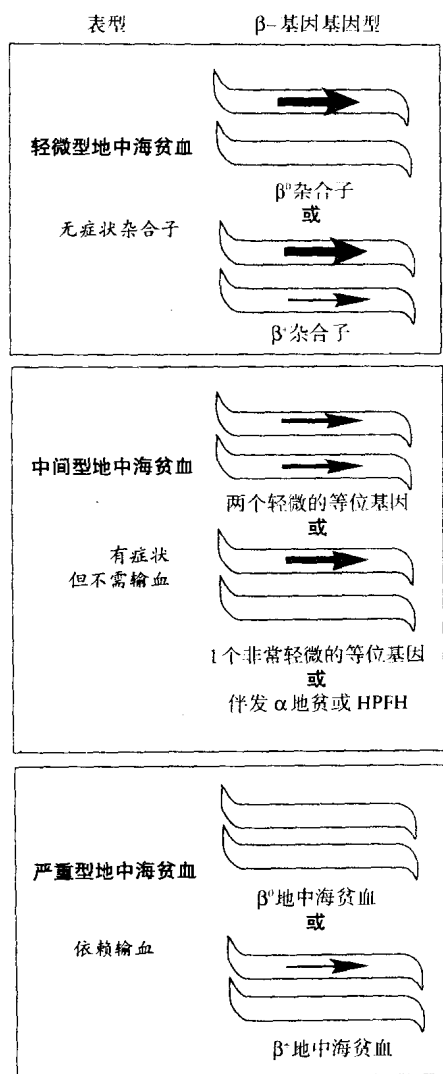 表型 β-基因基因型
轻微型地中海贫血
无症状杂合子
β⁰杂合子
或
β⁺杂合子
中间型地中海贫血
有症状
但不需输血
两个轻微的等位基因
或
1个非常轻微的等位基因
或
伴发α地贫或HPFH
严重型地中海贫血
依赖输血
β⁰地中海贫血
或
β⁺地中海贫血